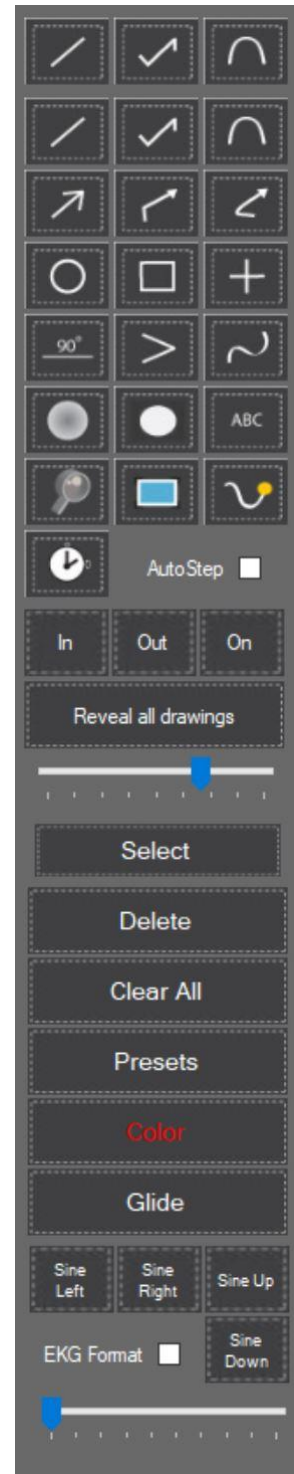 90°
ABC
AutoStep
In Out On
Reveal all drawings
Select
Delete
Clear All
Presets
Color
Glide
Sine Left
Sine Right
Sine Up
EKG Format
Sine Down